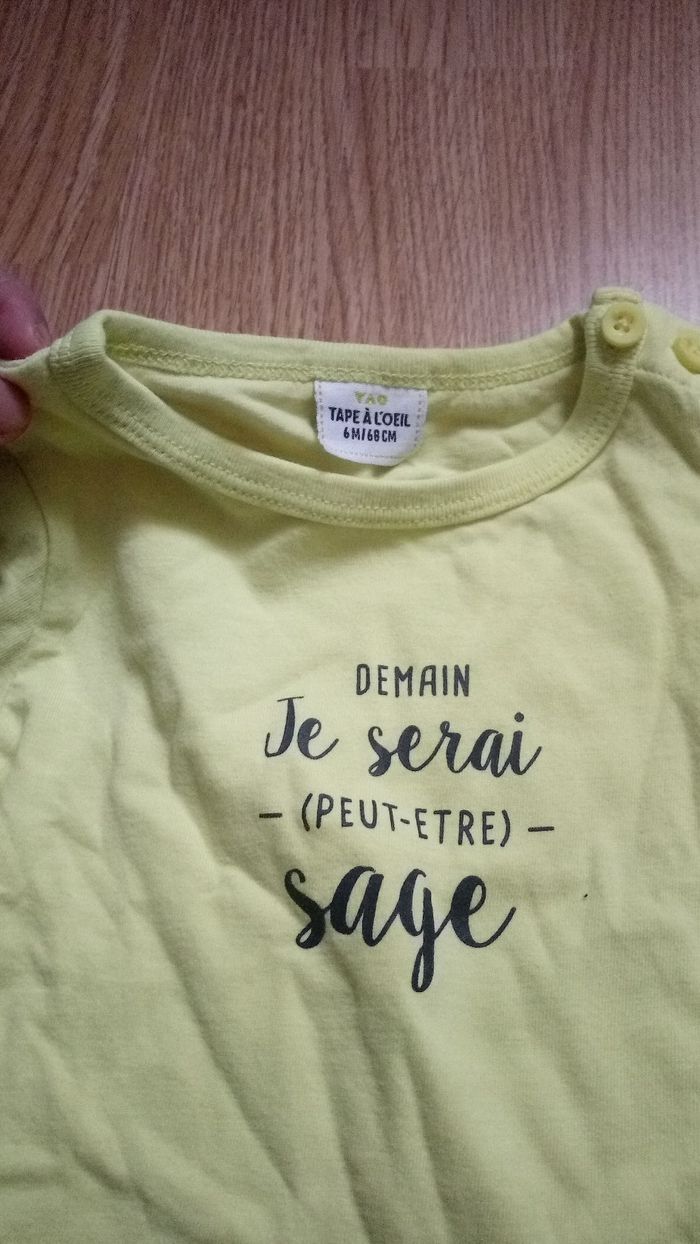 TAO
TAPE À L'OEIL
6M/68CM
DEMAIN
Je serai
– (PEUT-ETRE) –
sage